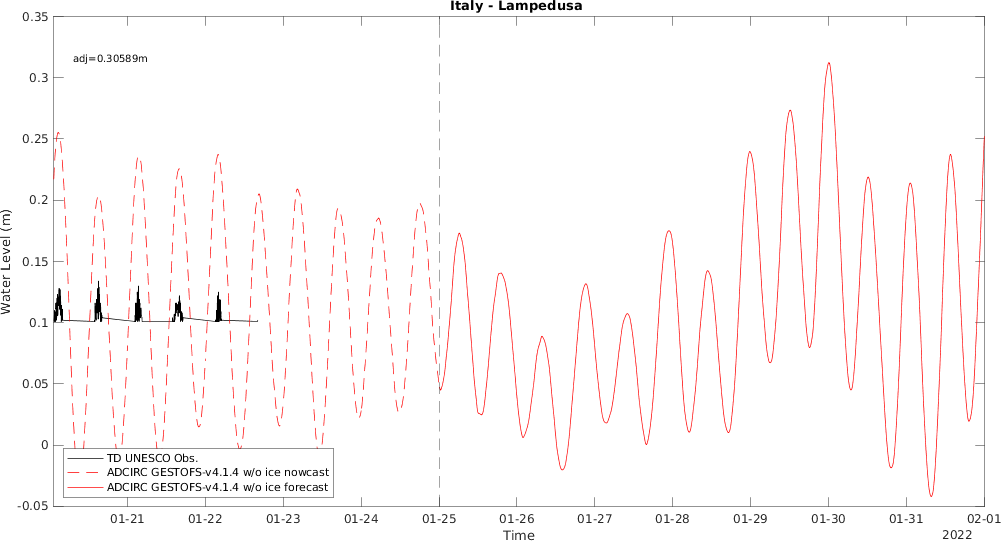 Italy - Lampedusa
0.35
adj=0.30589m
0.3
0.25
0.2
0.15
0.1
0.05
0
-0.05
Water Level (m)
TD UNESCO Obs.
ADCIRC GESTOFS-v4.1.4 w/o ice nowcast
ADCIRC GESTOFS-v4.1.4 w/o ice forecast
01-21 01-22 01-23 01-24 01-25 01-26 01-27 01-28 01-29 01-30 01-31 02-01
Time
2022